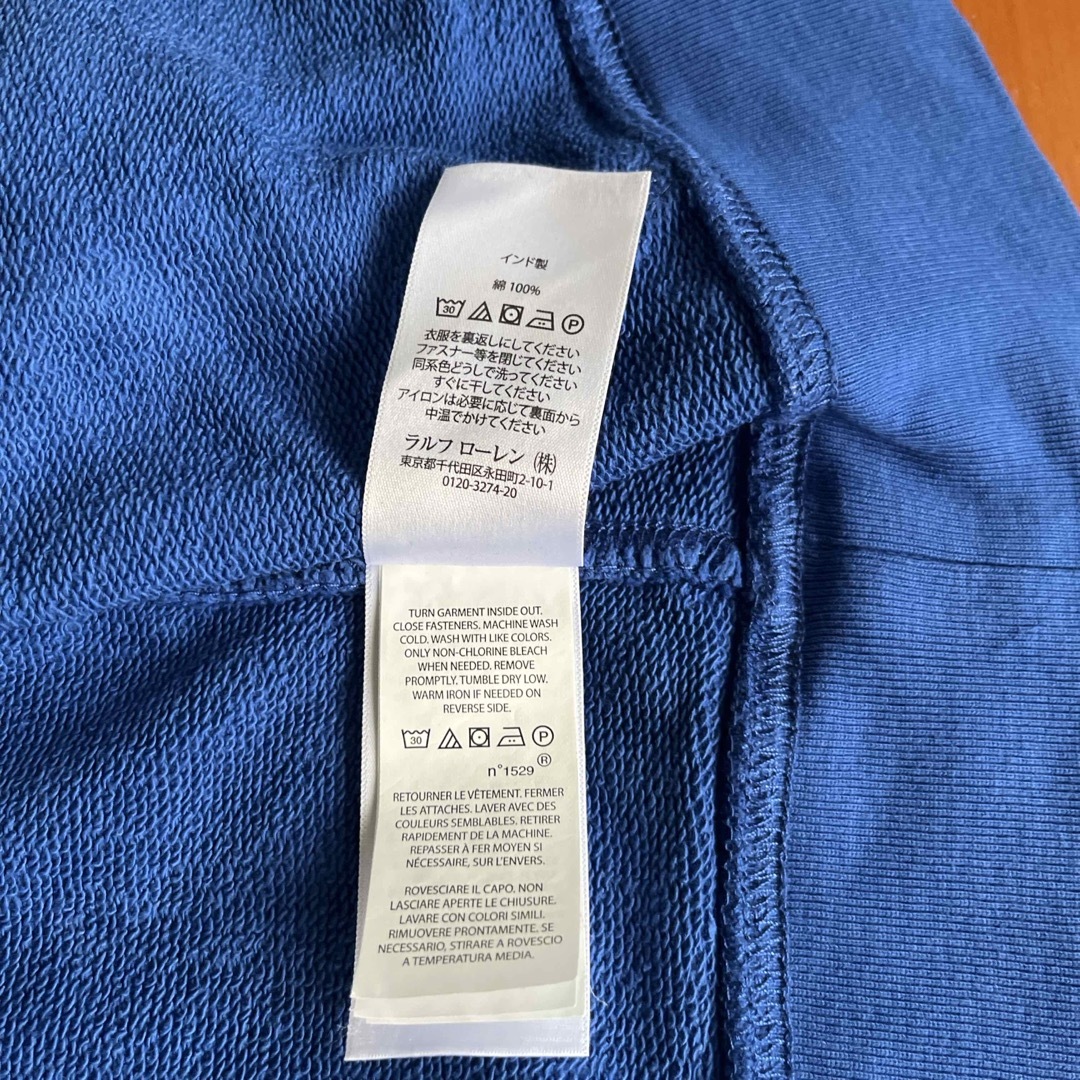 インド製
綿 100%
30 P
衣服を裏返しにしてください
ファスナー等を閉じてください
同系色どうしで洗ってください
すぐに干してください
アイロンは必要に応じて裏面から
中温でかけてください
ラルフ ローレン (株)
東京都千代田区永田町2-10-1
0120-3274-20
TURN GARMENT INSIDE OUT.
CLOSE FASTENERS. MACHINE WASH
COLD. WASH WITH LIKE COLORS.
ONLY NON-CHLORINE BLEACH
WHEN NEEDED. REMOVE
PROMPTLY. TUMBLE DRY LOW.
WARM IRON IF NEEDED ON
REVERSE SIDE.
30 P
n°1529 ®
RETOURNER LE VÊTEMENT. FERMER
LES ATTACHES. LAVER AVEC DES
COULEURS SEMBLABLES. RETIRER
RAPIDEMENT DE LA MACHINE.
REPASSER À FER MOYEN SI
NÉCESSAIRE, SUR L'ENVERS.
ROVESCIARE IL CAPO, NON
LASCIARE APERTE LE CHIUSURE.
LAVARE CON COLORI SIMILI.
RIMUOVERE PRONTAMENTE. SE
NECESSARIO, STIRARE A ROVESCIO
A TEMPERATURA MEDIA.